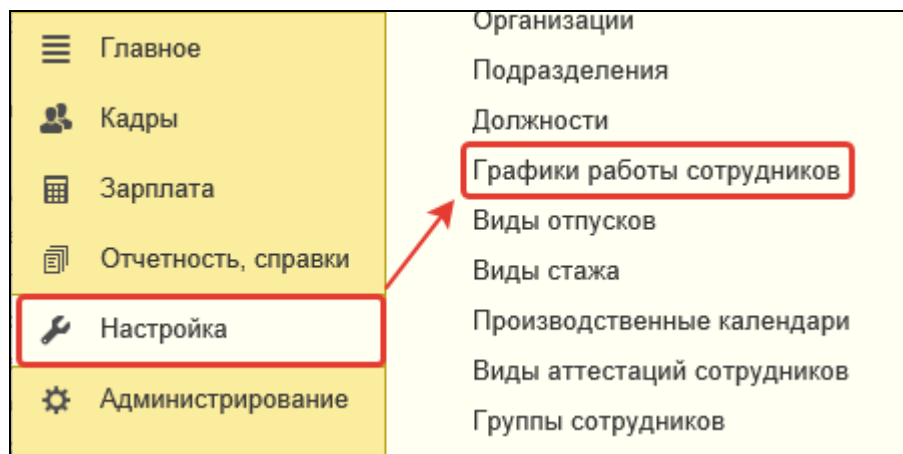 Главное
Кадры
Зарплата
Отчетность, справки
Настройка
Администрирование
Организации
Подразделения
Должности
Графики работы сотрудников
Виды отпусков
Виды стажа
Производственные календари
Виды аттестаций сотрудников
Группы сотрудников